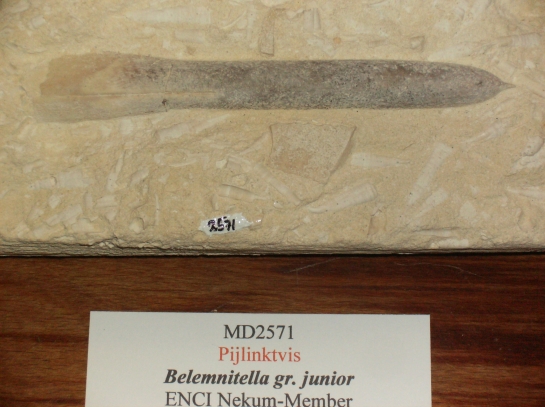 2571
MD2571
Pijlinktvis
Belemnitella gr. junior
ENCI Nekum-Member